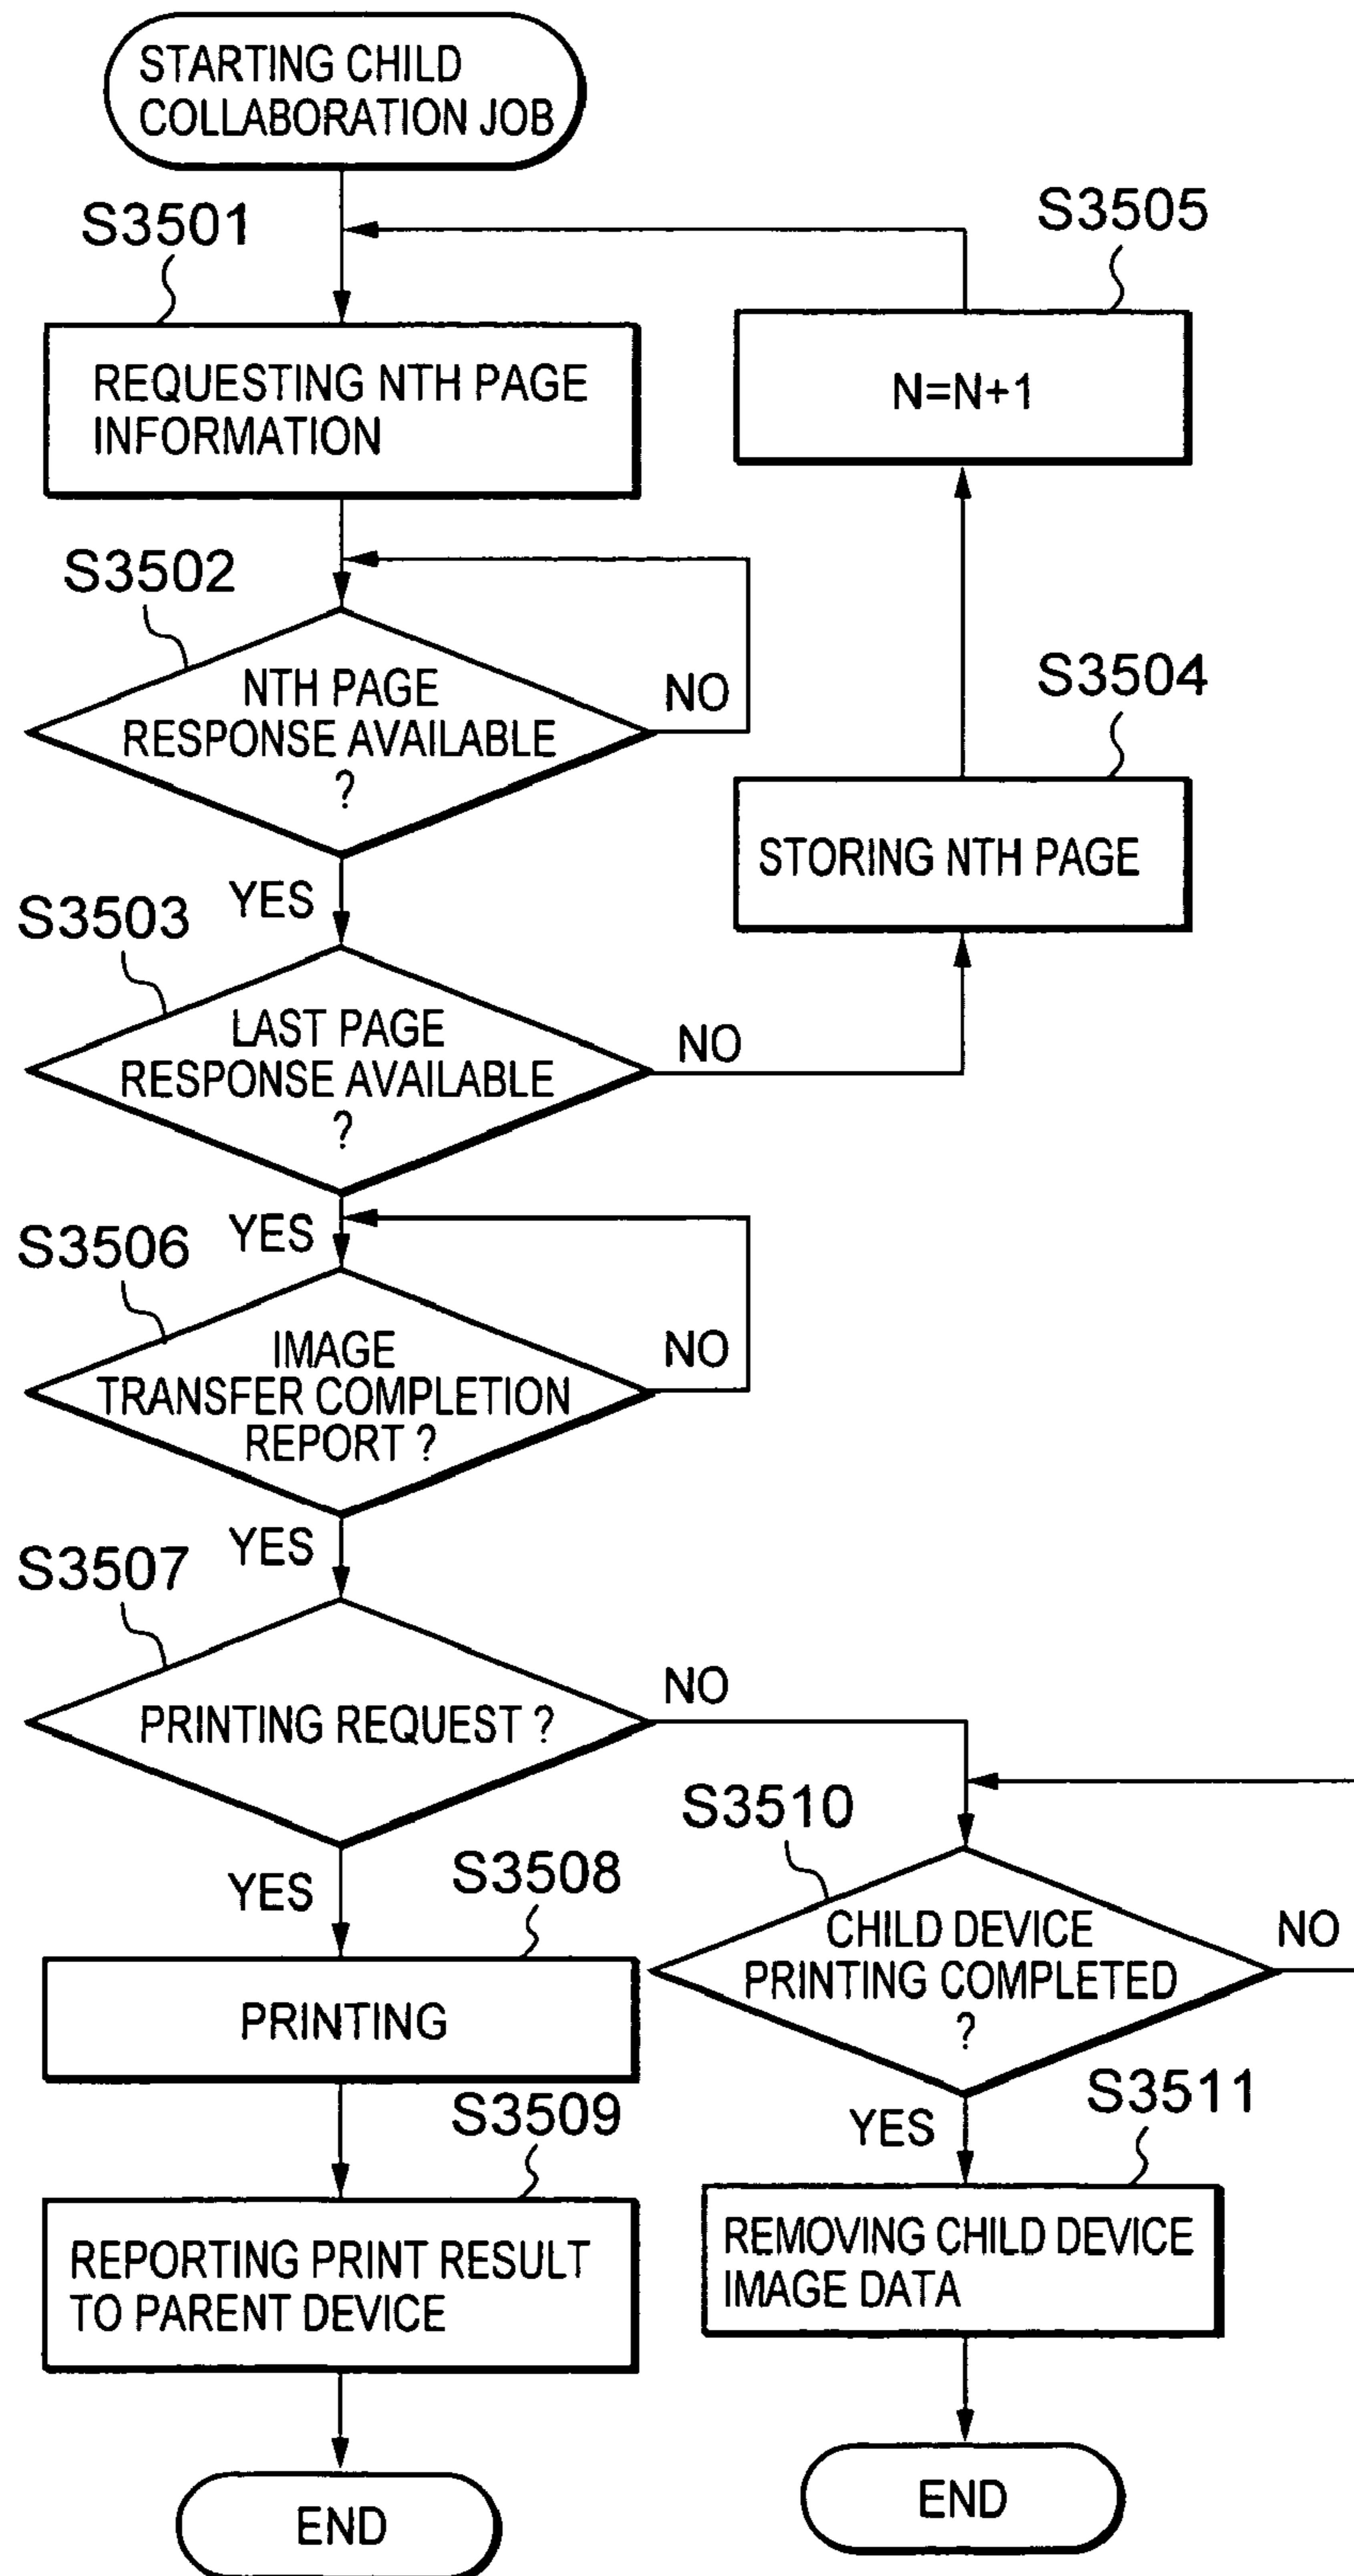 STARTING CHILD
COLLABORATION JOB
S3501
REQUESTING NTH PAGE
INFORMATION
S3505
N=N+1
S3502
NTH PAGE
RESPONSE AVAILABLE
?
NO
YES
S3504
STORING NTH PAGE
S3503
LAST PAGE
RESPONSE AVAILABLE
?
NO
YES
S3506
IMAGE
TRANSFER COMPLETION
REPORT ?
NO
YES
S3507
PRINTING REQUEST ?
NO
YES
S3508
PRINTING
S3509
REPORTING PRINT RESULT
TO PARENT DEVICE
END
S3510
CHILD DEVICE
PRINTING COMPLETED
?
NO
YES
S3511
REMOVING CHILD DEVICE
IMAGE DATA
END